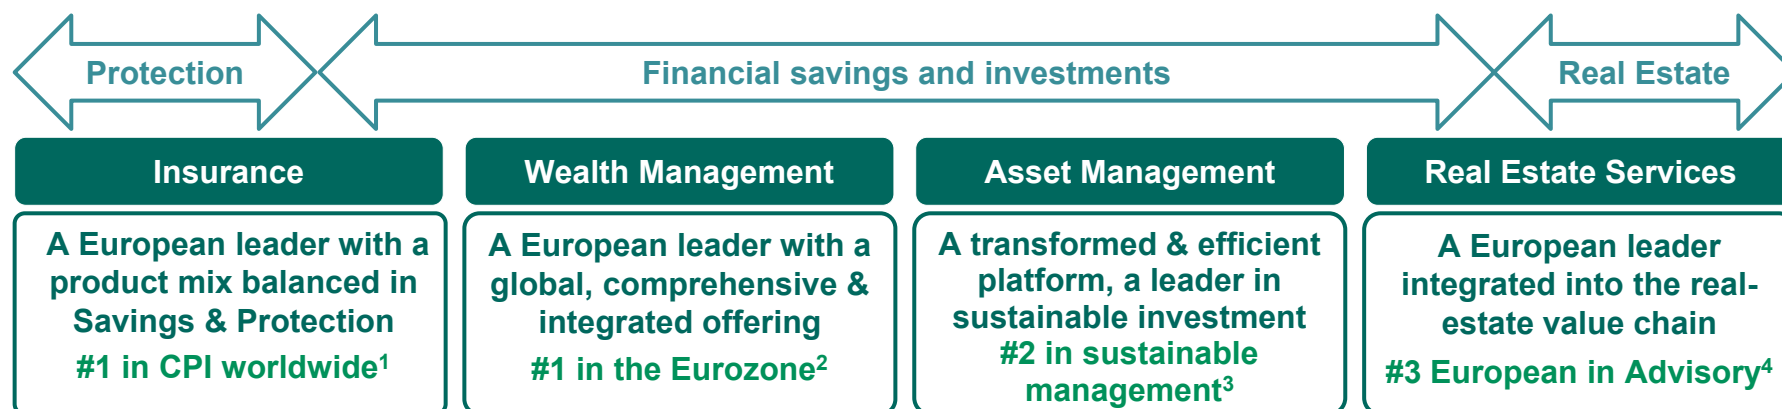 Protection
Financial savings and investments
Real Estate
Insurance
A European leader with a
product mix balanced in
Savings & Protection
#1 in CPI worldwide¹
Wealth Management
A European leader with a
global, comprehensive &
integrated offering
#1 in the Eurozone²
Asset Management
A transformed & efficient
platform, a leader in
sustainable investment
#2 in sustainable
management³
Real Estate Services
A European leader
integrated into the real-
estate value chain
#3 European in Advisory⁴